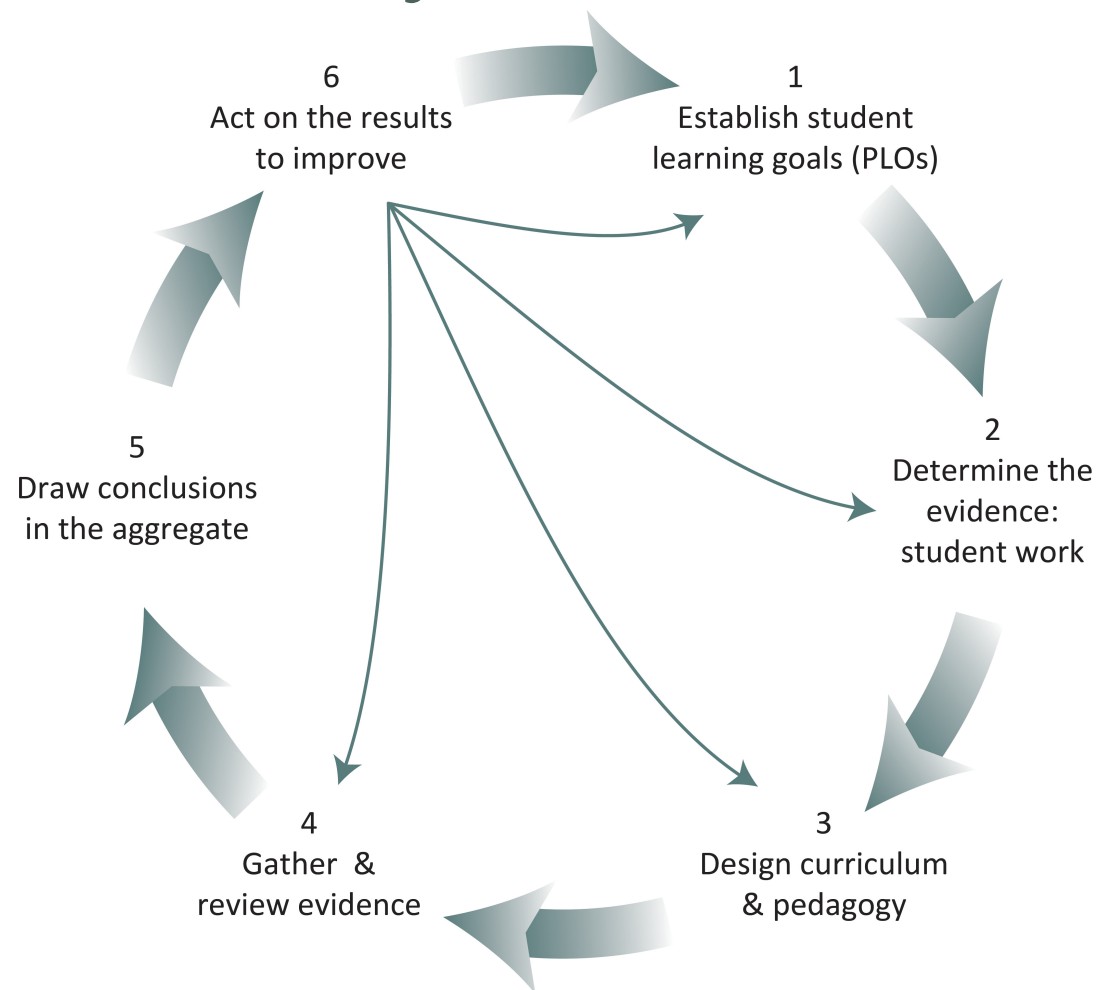 6
Act on the results
to improve
1
Establish student
learning goals (PLOs)
2
Determine the
evidence:
student work
3
Design curriculum
& pedagogy
4
Gather &
review evidence
5
Draw conclusions
in the aggregate